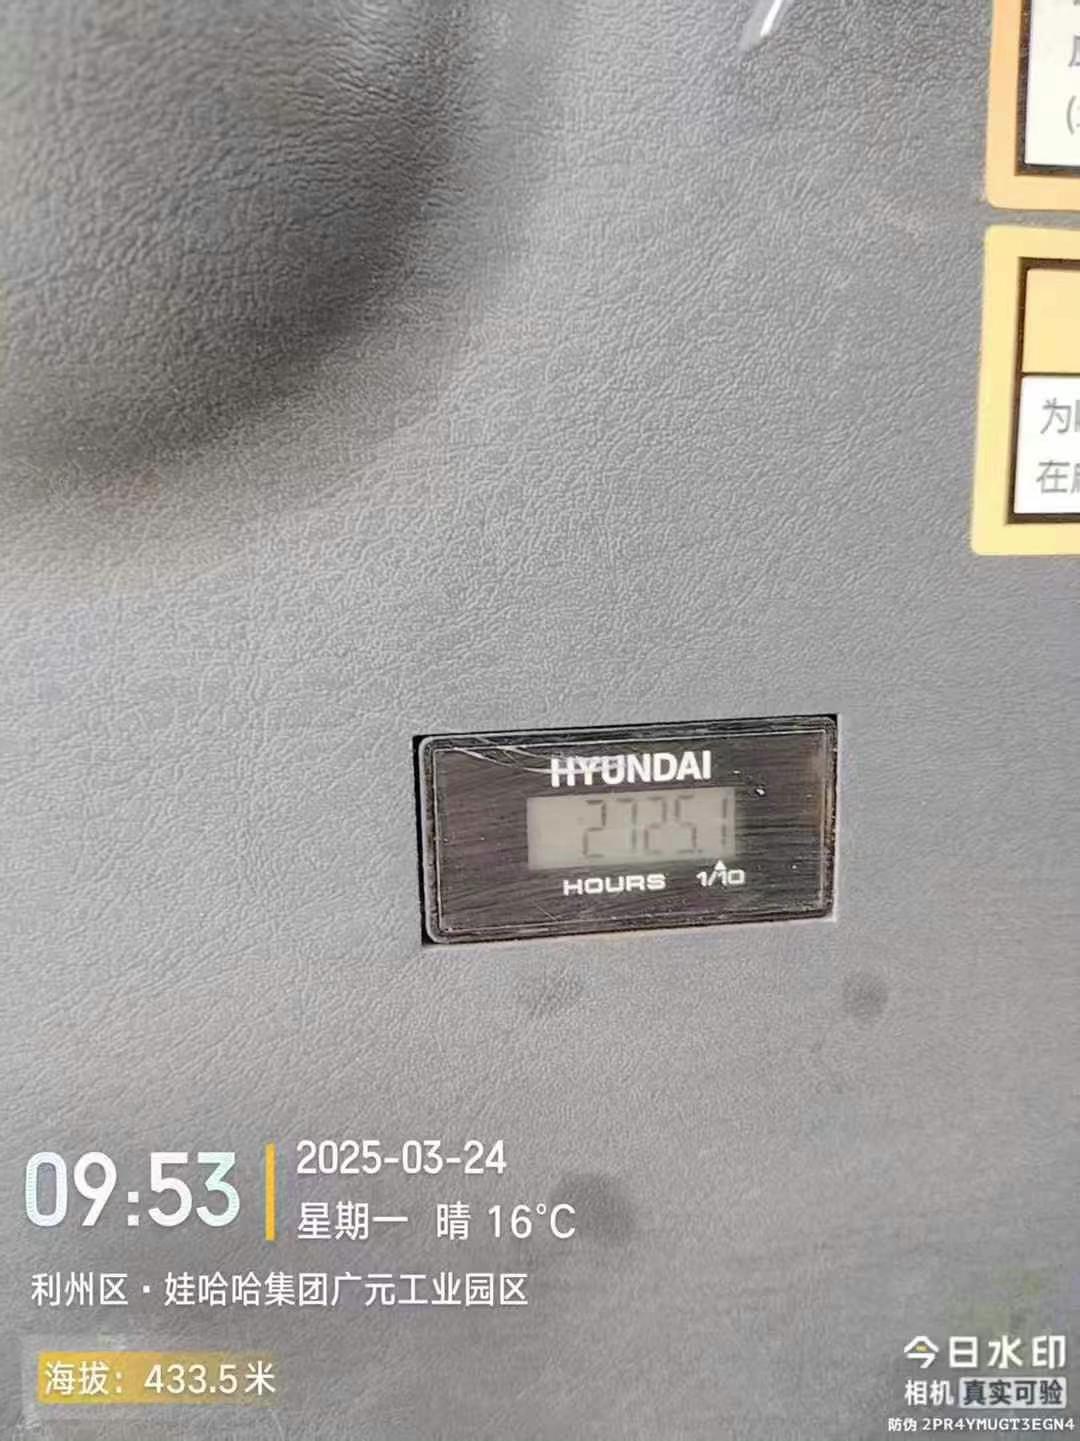 (
为
在
HYUNDAI
2725.1
HOURS 1/10
09:53
2025-03-24
星期一 晴 16°C
利州区·娃哈哈集团广元工业园区
海拔：433.5米
今日水印
相机 真实可验
防伪 2PR4YMUGT3EGN4